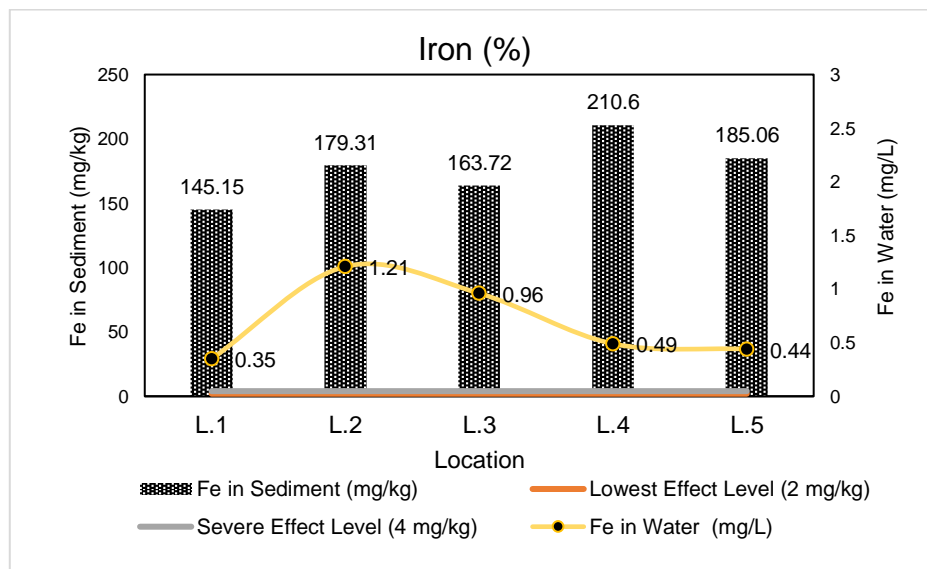 Iron (%)
Fe in Sediment (mg/kg)
250
200
150
100
50
0
145.15
179.31
163.72
210.6
185.06
0.35
1.21
0.96
0.49
0.44
3
2.5
2
1.5
1
0.5
0
Fe in Water (mg/L)
L.1 L.2 L.3 L.4 L.5
Location
Fe in Sediment (mg/kg)
Lowest Effect Level (2 mg/kg)
Severe Effect Level (4 mg/kg)
Fe in Water (mg/L)